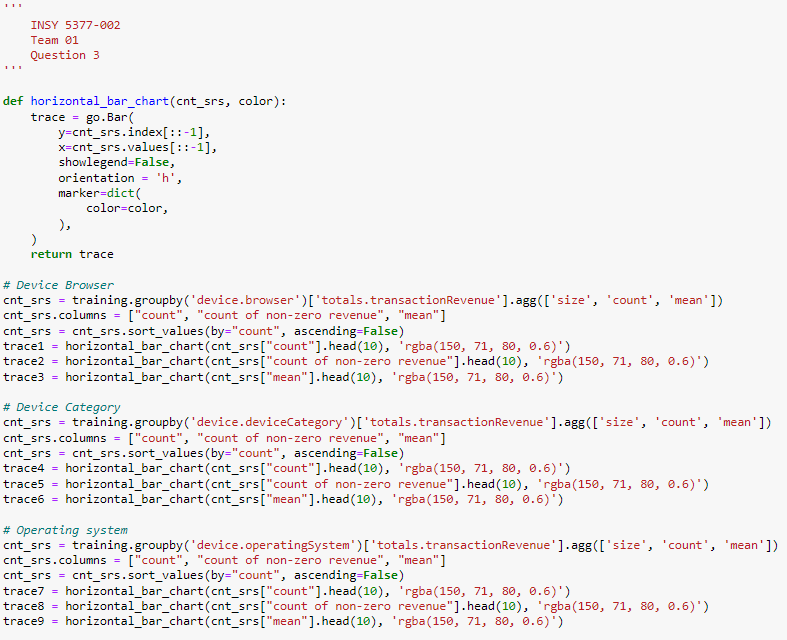 '''
    INSY 5377-002
    Team 01
    Question 3
'''

def horizontal_bar_chart(cnt_srs, color):
    trace = go.Bar(
        y=cnt_srs.index[::-1],
        x=cnt_srs.values[::-1],
        showlegend=False,
        orientation = 'h',
        marker=dict(
            color=color,
        ),
    )
    return trace

# Device Browser
cnt_srs = training.groupby('device.browser')['totals.transactionRevenue'].agg(['size', 'count', 'mean'])
cnt_srs.columns = ["count", "count of non-zero revenue", "mean"]
cnt_srs = cnt_srs.sort_values(by="count", ascending=False)
trace1 = horizontal_bar_chart(cnt_srs["count"].head(10), 'rgba(150, 71, 80, 0.6)')
trace2 = horizontal_bar_chart(cnt_srs["count of non-zero revenue"].head(10), 'rgba(150, 71, 80, 0.6)')
trace3 = horizontal_bar_chart(cnt_srs["mean"].head(10), 'rgba(150, 71, 80, 0.6)')

# Device Category
cnt_srs = training.groupby('device.deviceCategory')['totals.transactionRevenue'].agg(['size', 'count', 'mean'])
cnt_srs.columns = ["count", "count of non-zero revenue", "mean"]
cnt_srs = cnt_srs.sort_values(by="count", ascending=False)
trace4 = horizontal_bar_chart(cnt_srs["count"].head(10), 'rgba(150, 71, 80, 0.6)')
trace5 = horizontal_bar_chart(cnt_srs["count of non-zero revenue"].head(10), 'rgba(150, 71, 80, 0.6)')
trace6 = horizontal_bar_chart(cnt_srs["mean"].head(10), 'rgba(150, 71, 80, 0.6)')

# Operating system
cnt_srs = training.groupby('device.operatingSystem')['totals.transactionRevenue'].agg(['size', 'count', 'mean'])
cnt_srs.columns = ["count", "count of non-zero revenue", "mean"]
cnt_srs = cnt_srs.sort_values(by="count", ascending=False)
trace7 = horizontal_bar_chart(cnt_srs["count"].head(10), 'rgba(150, 71, 80, 0.6)')
trace8 = horizontal_bar_chart(cnt_srs["count of non-zero revenue"].head(10), 'rgba(150, 71, 80, 0.6)')
trace9 = horizontal_bar_chart(cnt_srs["mean"].head(10), 'rgba(150, 71, 80, 0.6)')